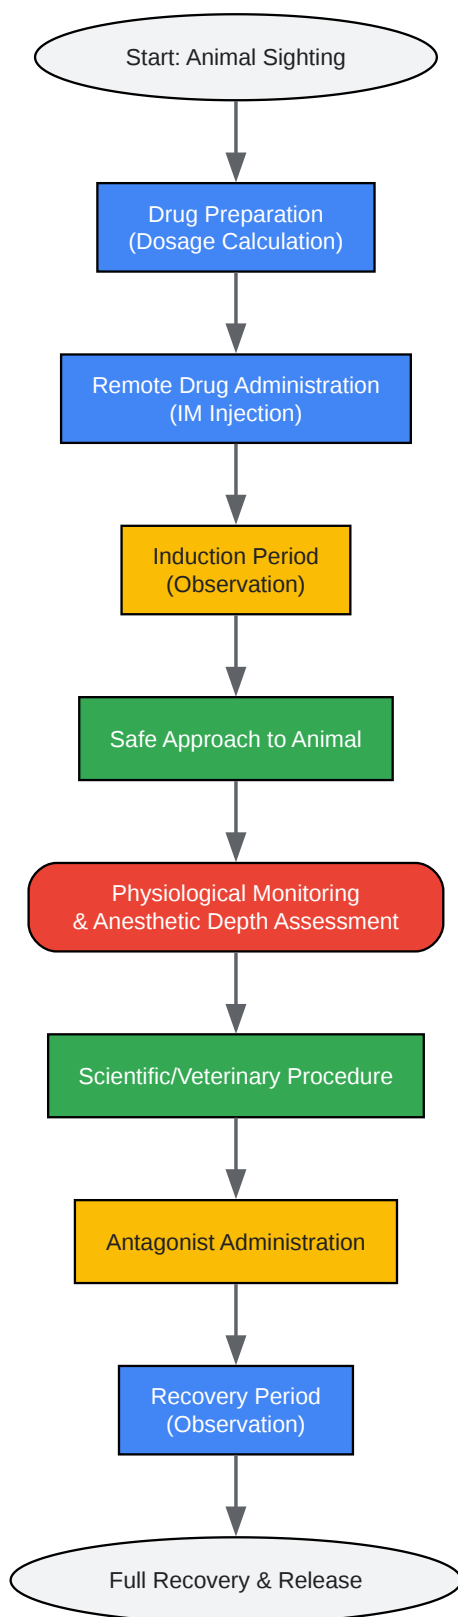 Start: Animal Sighting
Drug Preparation
(Dosage Calculation)
Remote Drug Administration
(IM Injection)
Induction Period
(Observation)
Safe Approach to Animal
Physiological Monitoring
& Anesthetic Depth Assessment
Scientific/Veterinary Procedure
Antagonist Administration
Recovery Period
(Observation)
Full Recovery & Release